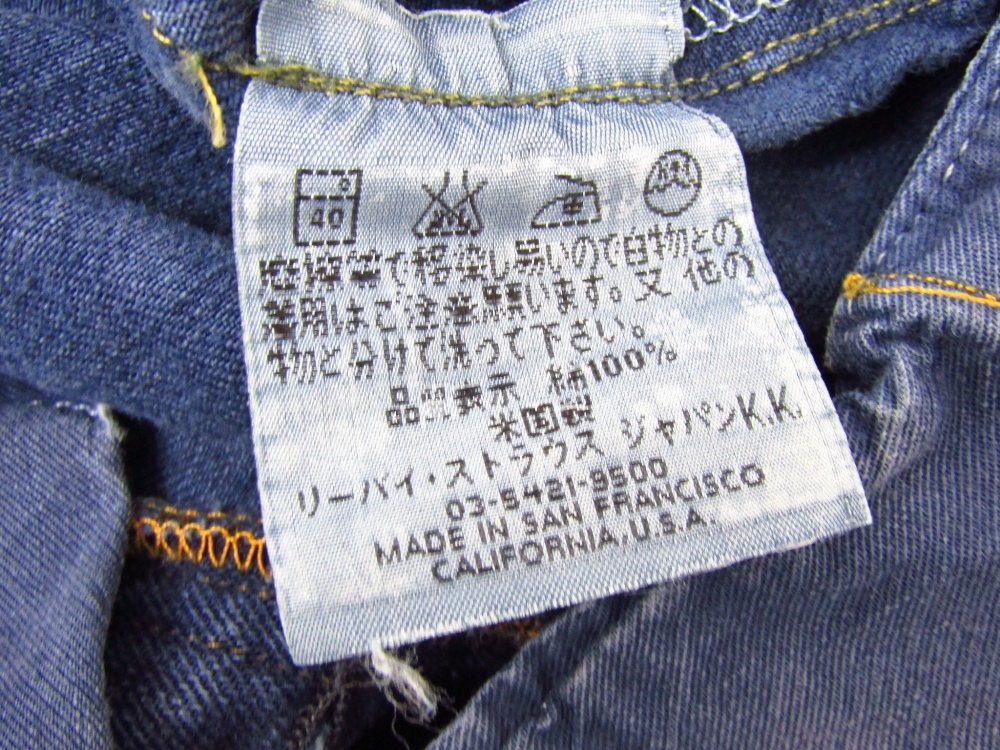 40
中
洗濯等で移染し易いので白物との
着用はご注意願います。又 他の
物と分けて洗って下さい。
品質表示 綿100%
米国製
リーバイ・ストラウス ジャパンK.K.
03-5421-9500
MADE IN SAN FRANCISCO
CALIFORNIA, U.S.A.